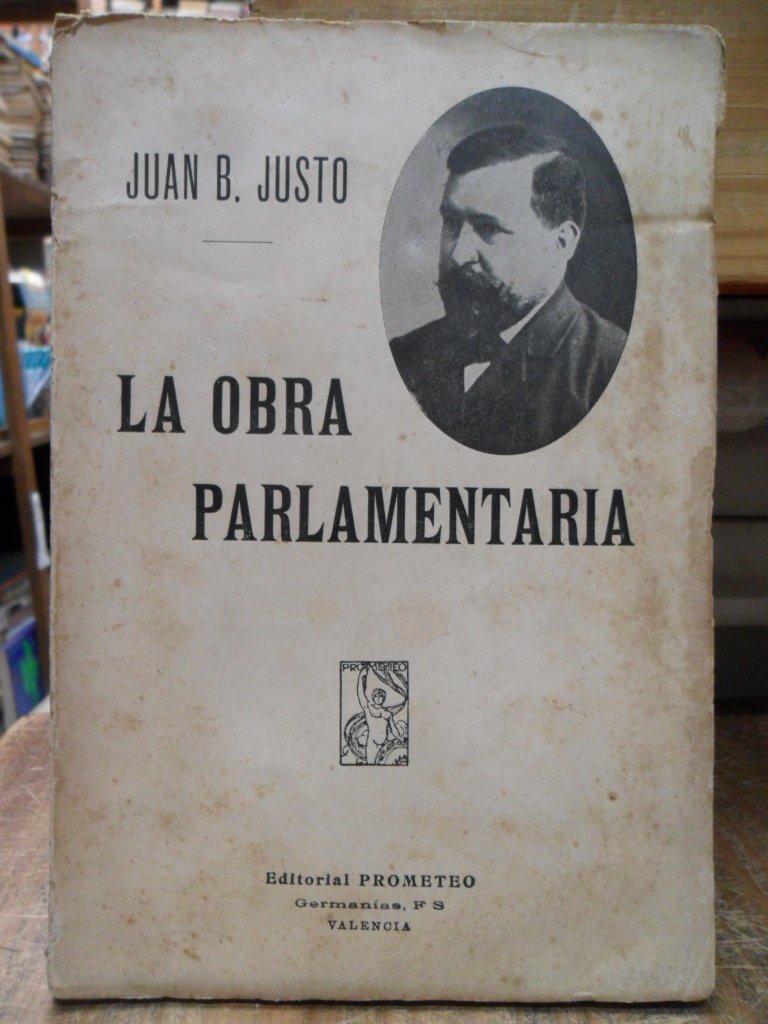 JUAN B. JUSTO
LA OBRA
PARLAMENTARIA
PROMETEO
Editorial PROMETEO
Germanías, F S
VALENCIA